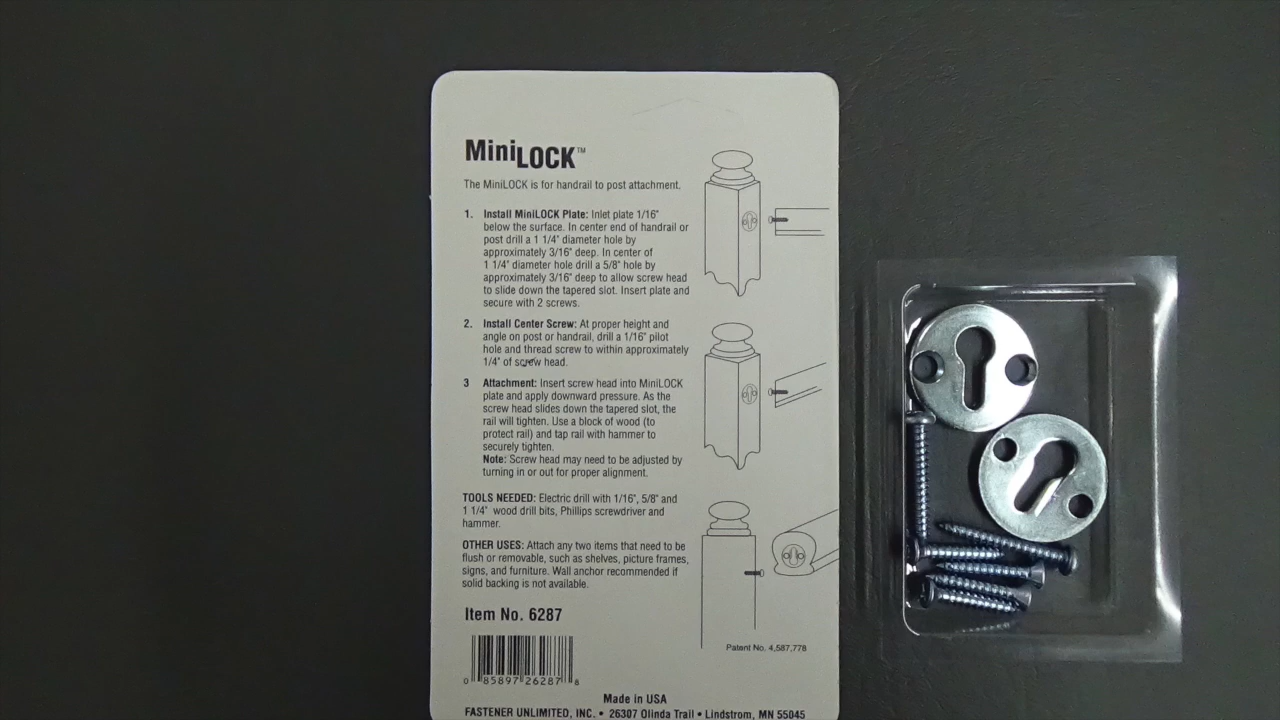 MiniLOCK™
The MiniLOCK is for handrail to post attachment.
1. Install MiniLOCK Plate: Inlet plate 1/16"
below the surface. In center end of handrail or
post drill a 1 1/4" diameter hole by
approximately 3/16" deep. In center of
1 1/4" diameter hole drill a 5/8" hole by
approximately 3/16" deep to allow screw head
to slide down the tapered slot. Insert plate and
secure with 2 screws.
2. Install Center Screw: At proper height and
angle on post or handrail, drill a 1/16" pilot
hole and thread screw to within approximately
1/4" of screw head.
3 Attachment: Insert screw head into MiniLOCK
plate and apply downward pressure. As the
screw head slides down the tapered slot, the
rail will tighten. Use a block of wood (to
protect rail) and tap rail with hammer to
securely tighten.
Note: Screw head may need to be adjusted by
turning in or out for proper alignment.
TOOLS NEEDED: Electric drill with 1/16", 5/8" and
1 1/4" wood drill bits, Phillips screwdriver and
hammer.
OTHER USES: Attach any two items that need to be
flush or removable, such as shelves, picture frames,
signs, and furniture. Wall anchor recommended if
solid backing is not available.
Item No. 6287
Patent No. 4,587,778
0 85897 26287 8
Made in USA
FASTENER UNLIMITED, INC. • 26307 Olinda Trail • Lindstrom, MN 55045